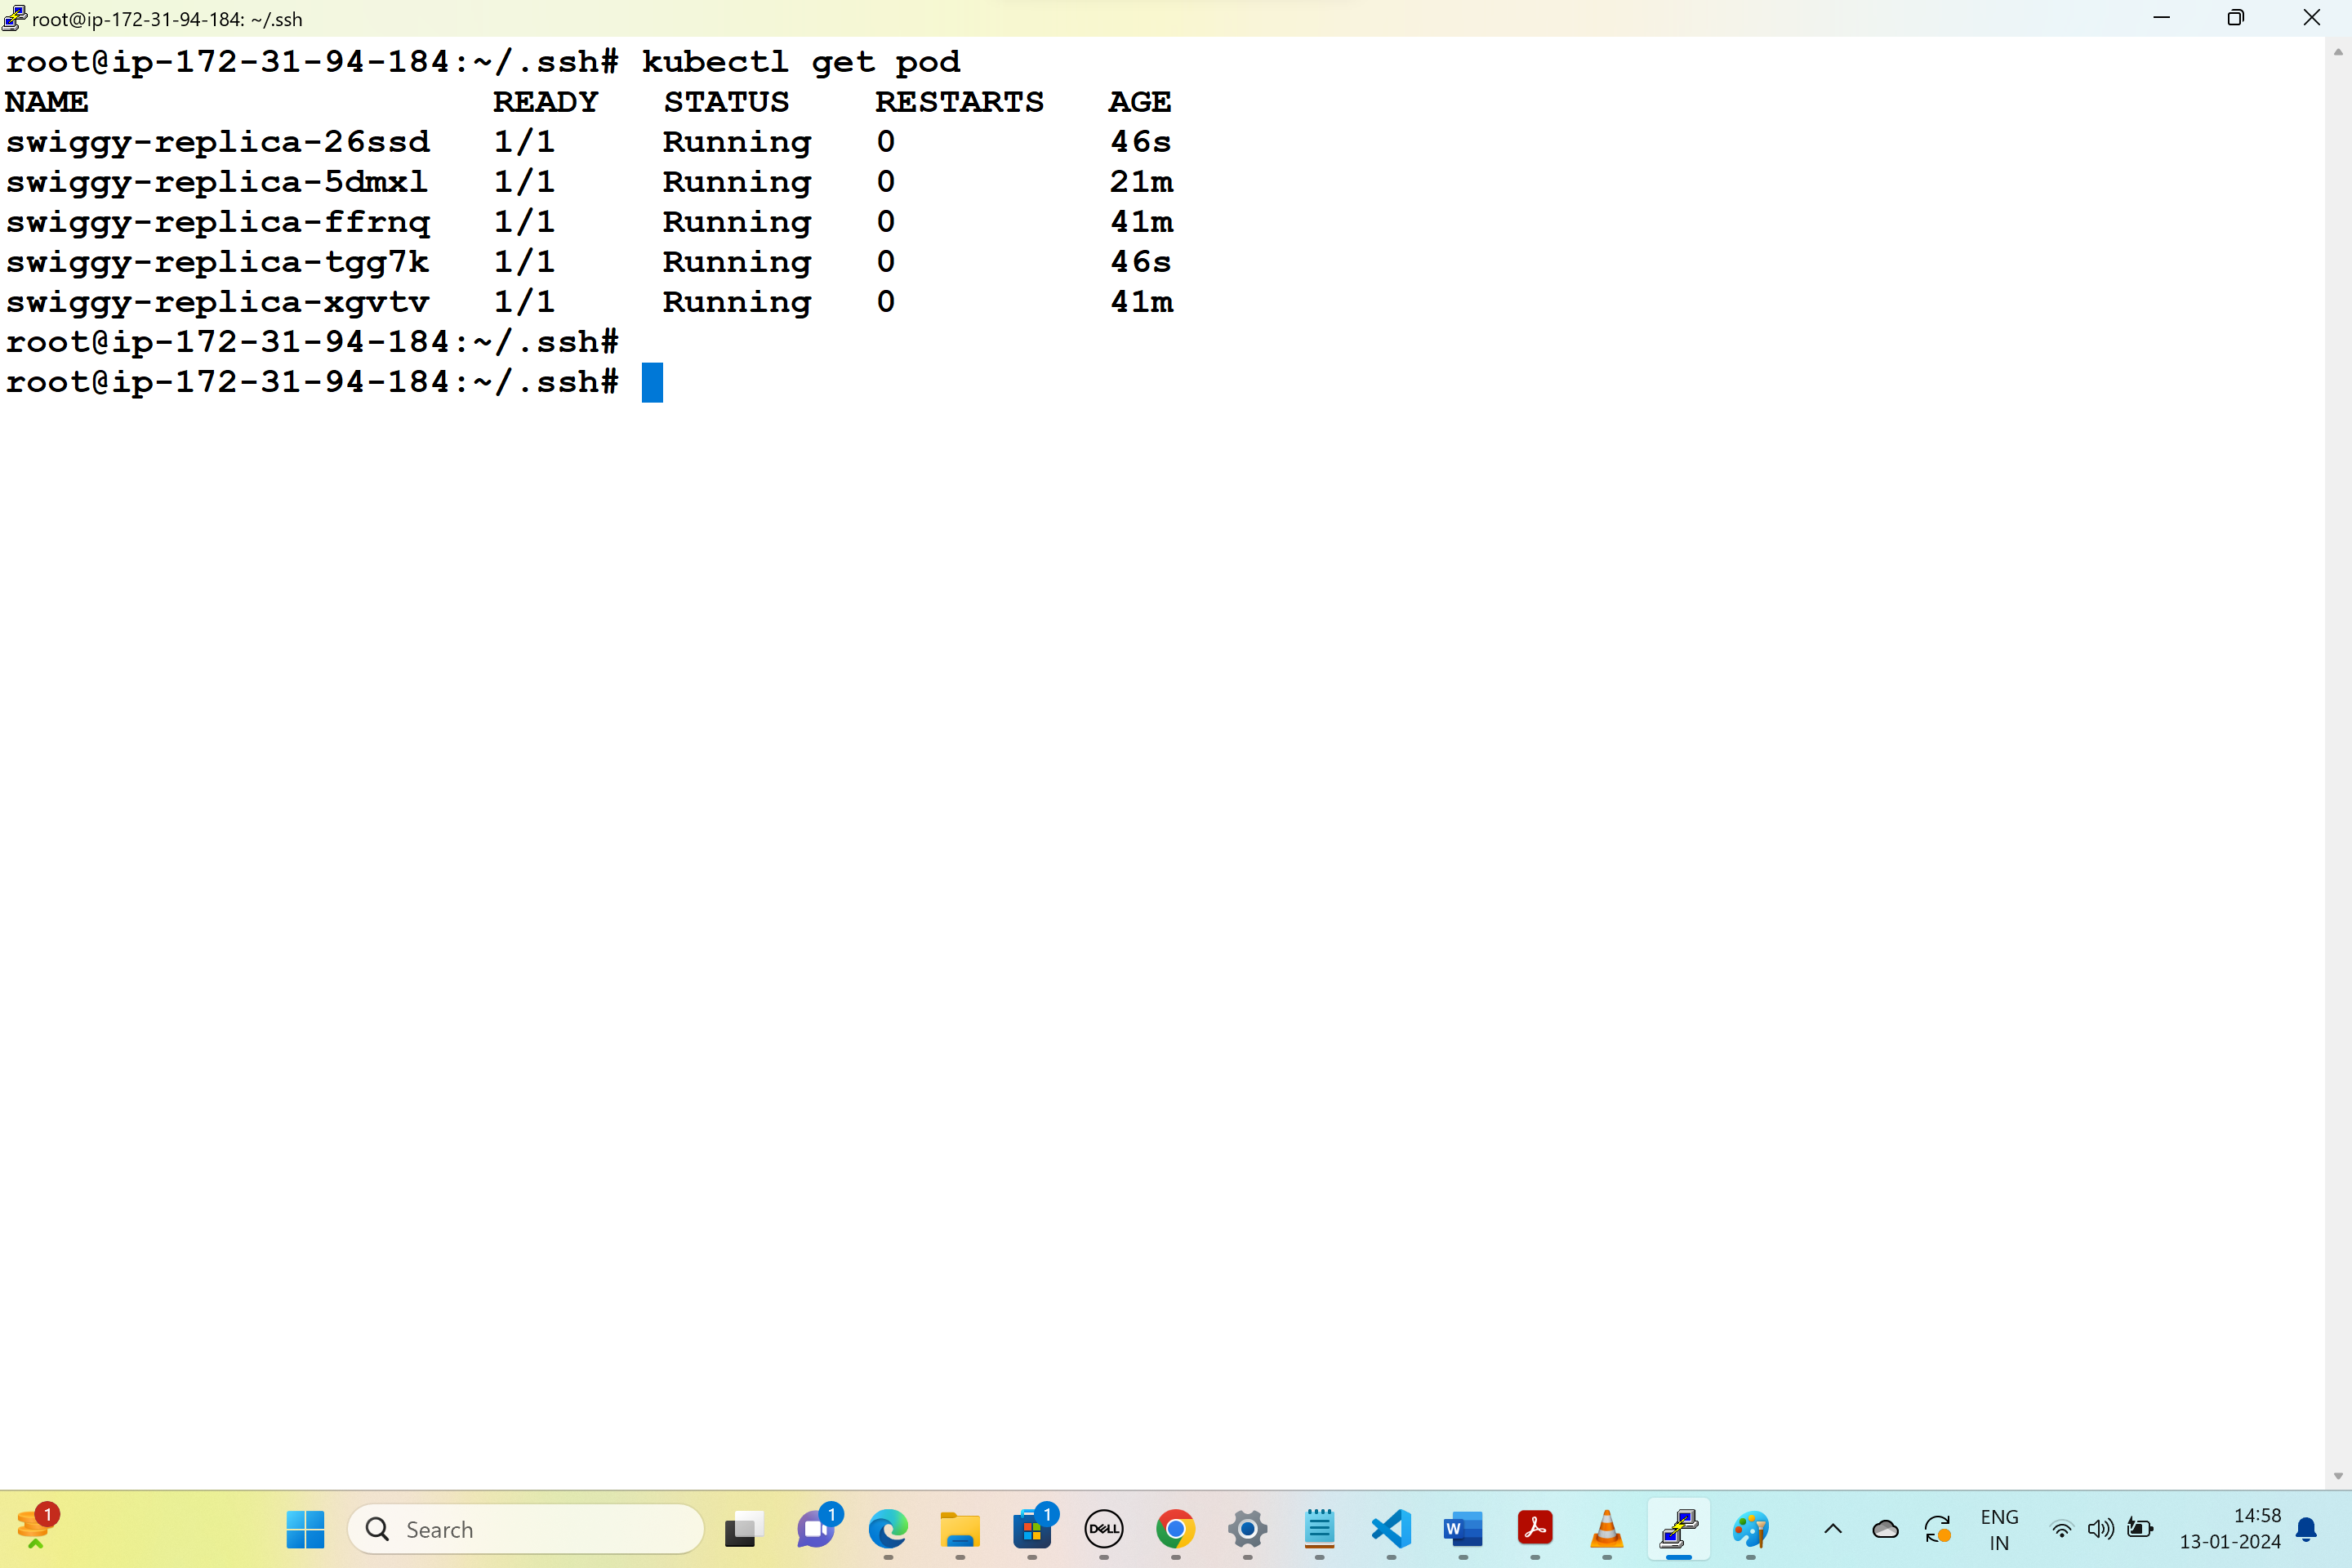 root@ip-172-31-94-184: ~/.ssh
root@ip-172-31-94-184:~/.ssh# kubectl get pod
NAME READY STATUS RESTARTS AGE
swiggy-replica-26ssd 1/1 Running 0 46s
swiggy-replica-5dmxl 1/1 Running 0 21m
swiggy-replica-ffrnq 1/1 Running 0 41m
swiggy-replica-tgg7k 1/1 Running 0 46s
swiggy-replica-xgvtv 1/1 Running 0 41m
root@ip-172-31-94-184:~/.ssh#
root@ip-172-31-94-184:~/.ssh#
1
Search
1
1
DELL
W
ENG
IN
14:58
13-01-2024